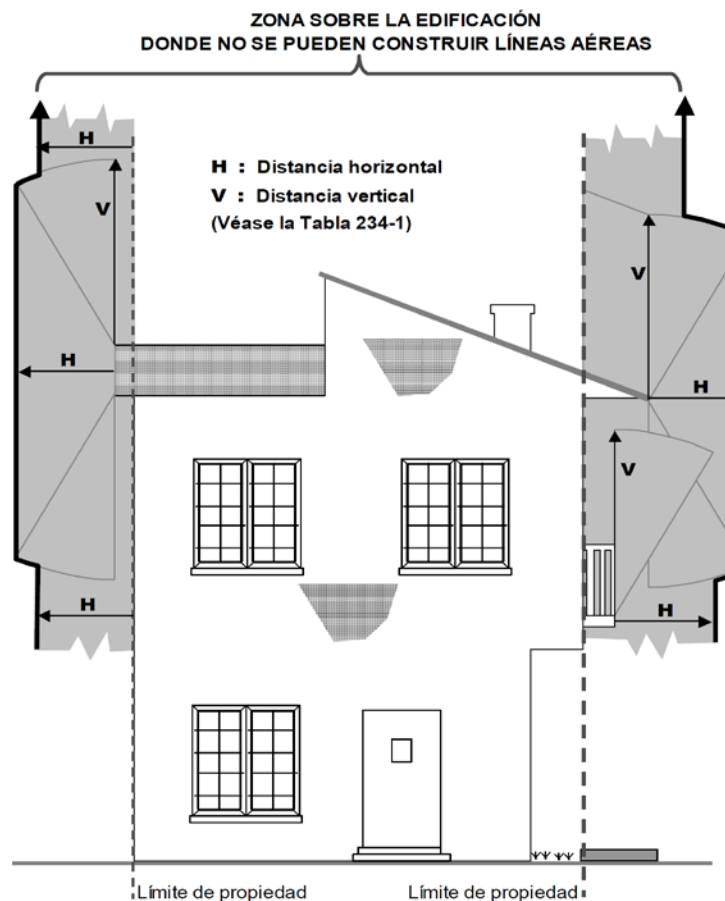 ZONA SOBRE LA EDIFICACIÓN
DONDE NO SE PUEDEN CONSTRUIR LÍNEAS AÉREAS
H
H : Distancia horizontal
V : Distancia vertical
(Véase la Tabla 234-1)
V
V
H
H
V
H
H
Límite de propiedad
Límite de propiedad